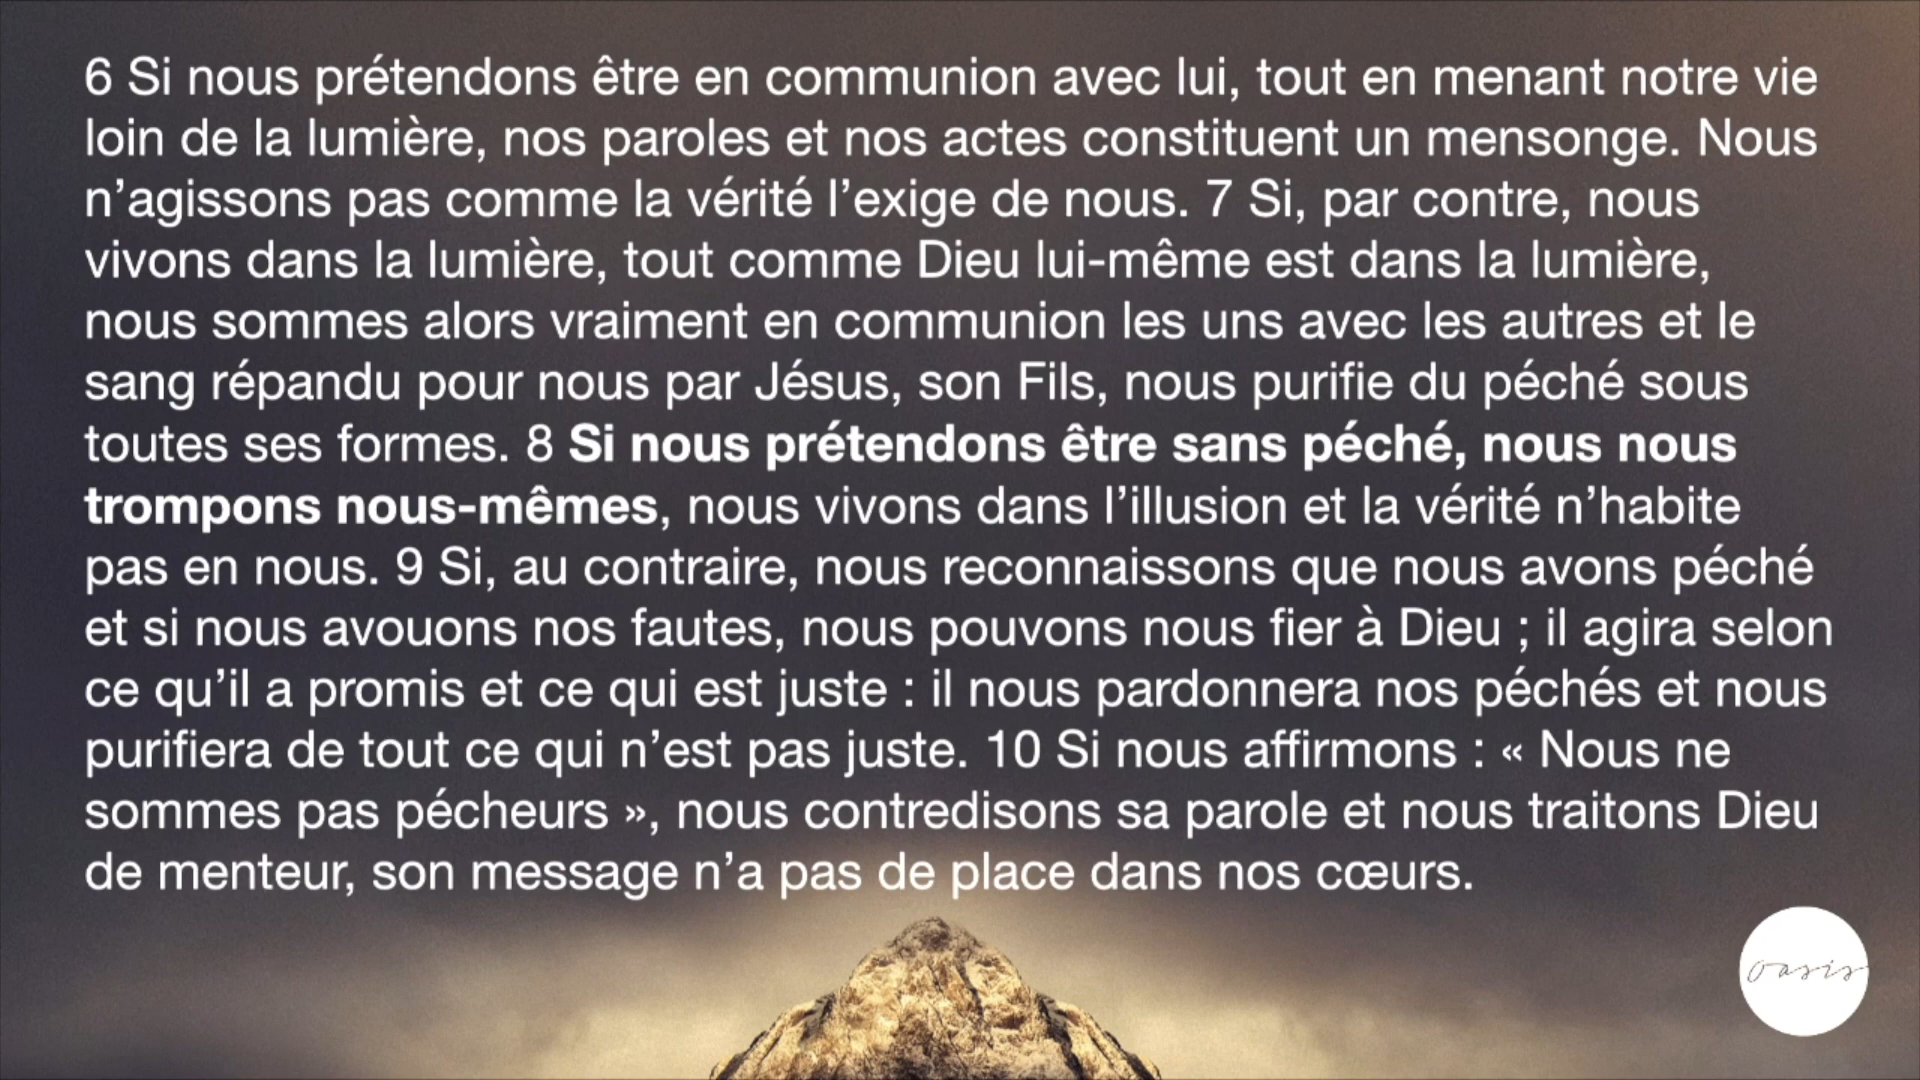 6 Si nous prétendons être en communion avec lui, tout en menant notre vie
loin de la lumière, nos paroles et nos actes constituent un mensonge. Nous
n’agissons pas comme la vérité l’exige de nous. 7 Si, par contre, nous
vivons dans la lumière, tout comme Dieu lui-même est dans la lumière,
nous sommes alors vraiment en communion les uns avec les autres et le
sang répandu pour nous par Jésus, son Fils, nous purifie du péché sous
toutes ses formes. 8 Si nous prétendons être sans péché, nous nous
trompons nous-mêmes, nous vivons dans l’illusion et la vérité n’habite
pas en nous. 9 Si, au contraire, nous reconnaissons que nous avons péché
et si nous avouons nos fautes, nous pouvons nous fier à Dieu ; il agira selon
ce qu’il a promis et ce qui est juste : il nous pardonnera nos péchés et nous
purifiera de tout ce qui n’est pas juste. 10 Si nous affirmons : « Nous ne
sommes pas pécheurs », nous contredisons sa parole et nous traitons Dieu
de menteur, son message n’a pas de place dans nos cœurs.
oasis